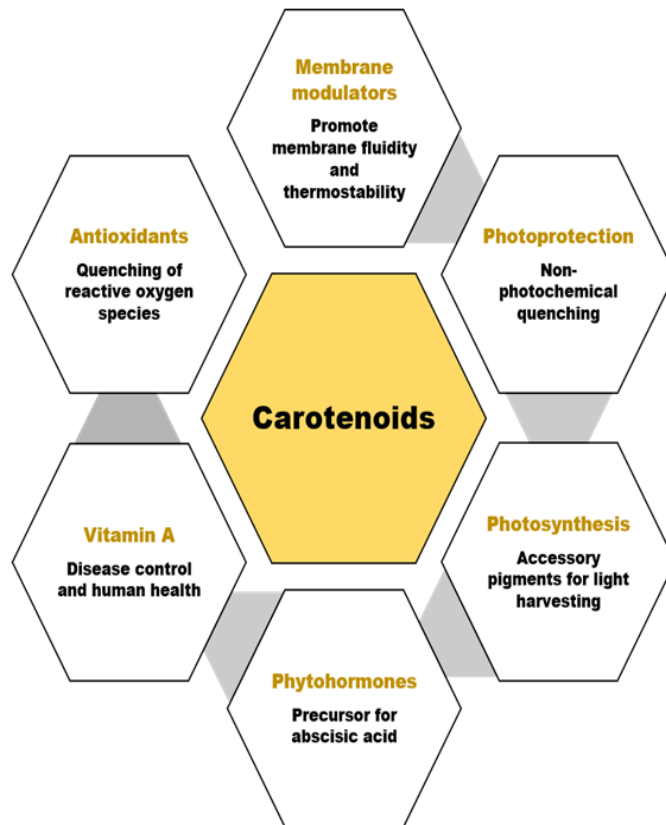 Membrane
modulators
Promote
membrane fluidity
and
thermostability
Antioxidants
Quenching of
reactive oxygen
species
Photoprotection
Non-
photochemical
quenching
Carotenoids
Vitamin A
Disease control
and human health
Photosynthesis
Accessory
pigments for light
harvesting
Phytohormones
Precursor for
abscisic acid